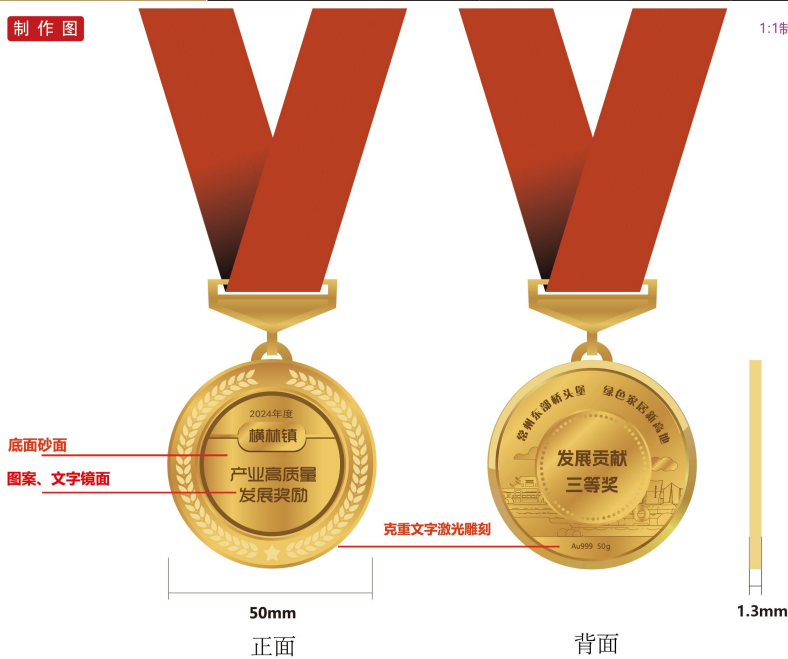 制作图
1:1制
2024年度
横林镇
产业高质量
发展奖励
底面砂面
图案、文字镜面
50mm
正面
常州东部桥头堡 绿色家居新高地
发展贡献
三等奖
克重文字激光雕刻
Au999 50g
背面
1.3mm